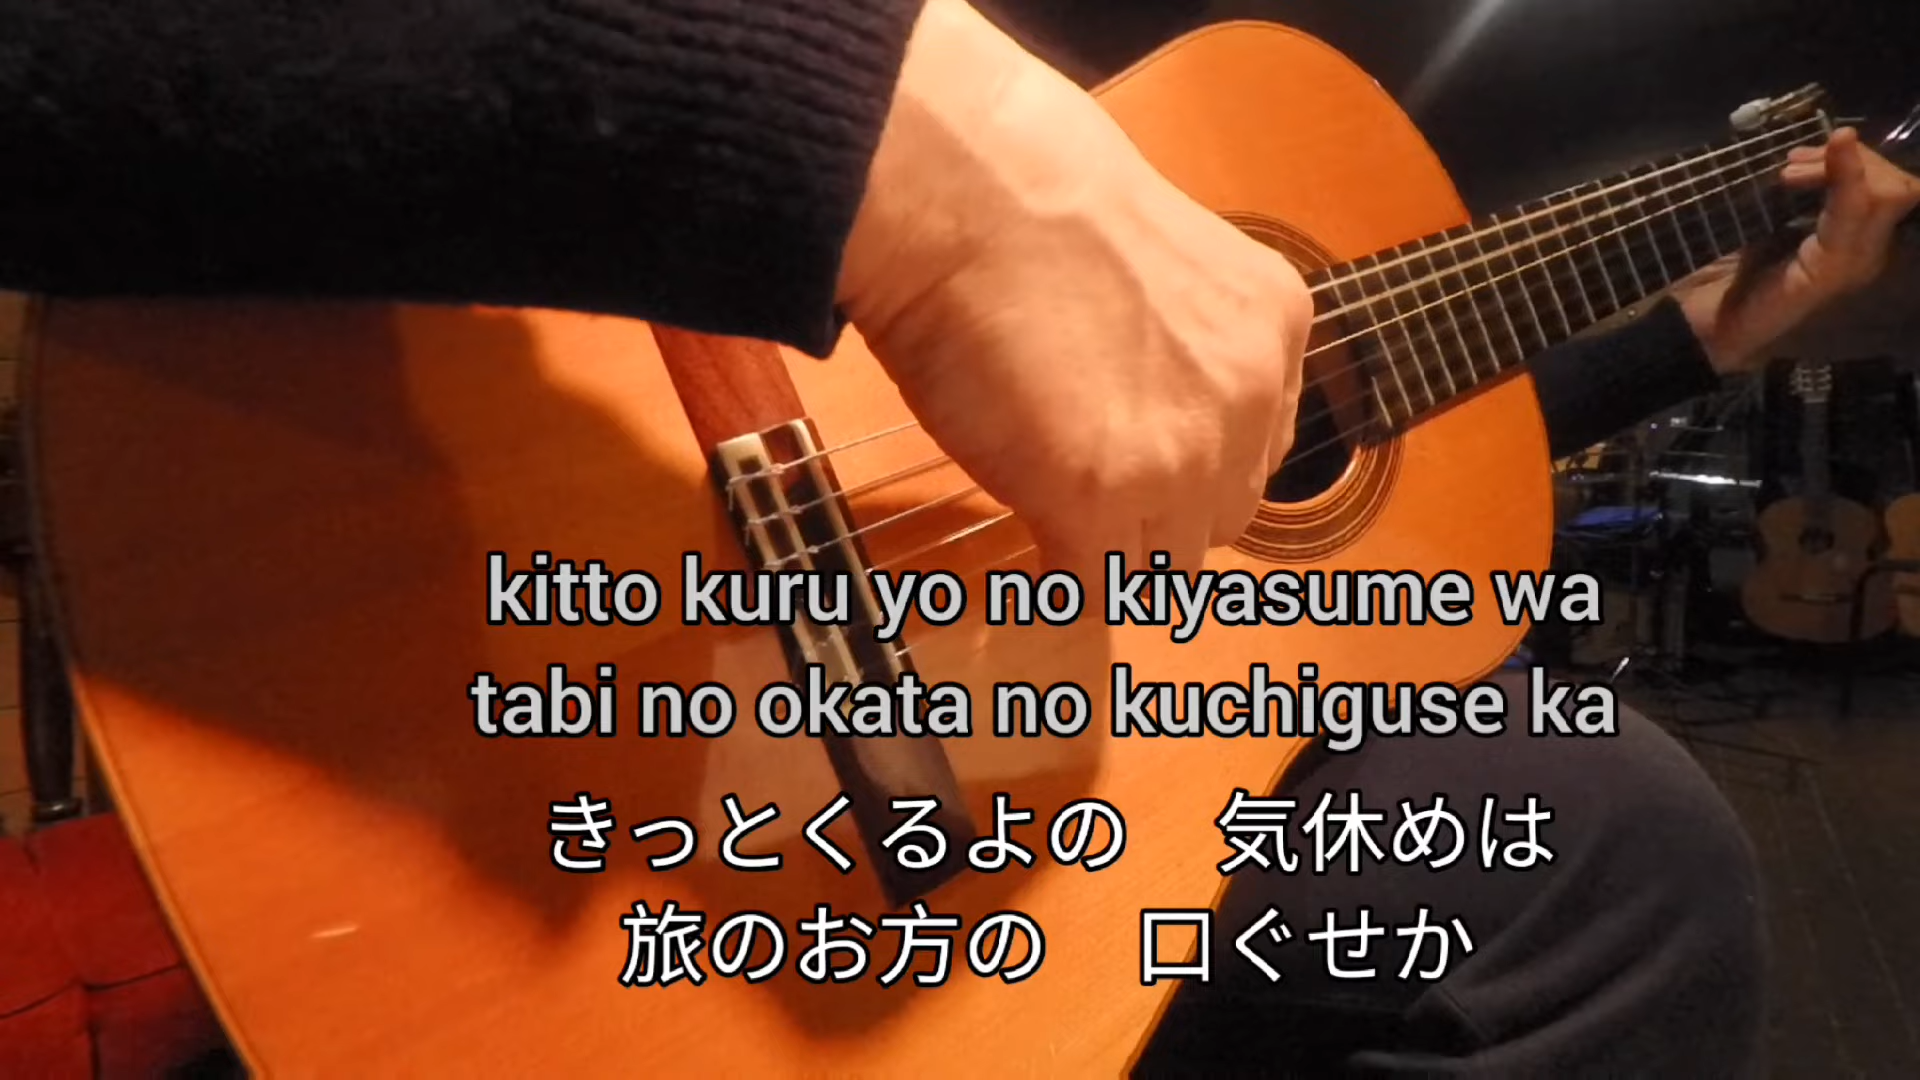 kitto kuru yo no kiyasume wa
tabi no okata no kuchiguse ka
きっとくるよの　気休めは
旅のお方の　口ぐせか